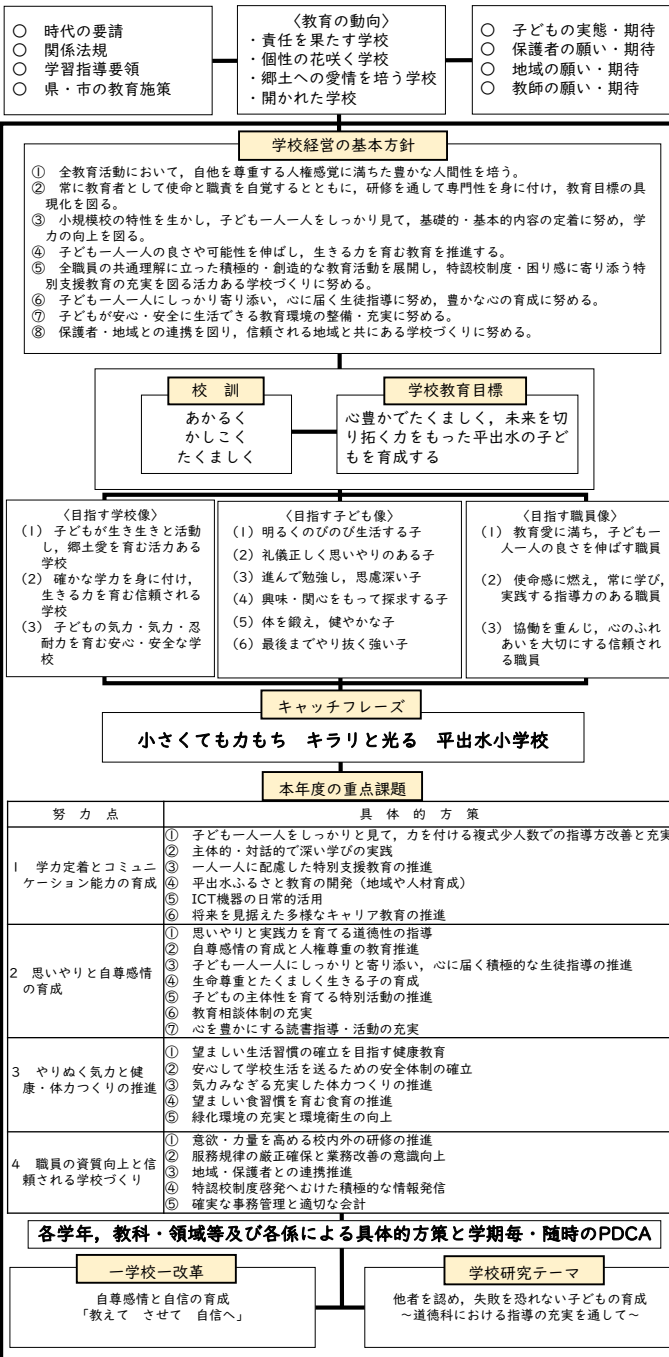 ○ 時代の要請
○ 関係法規
○ 学習指導要領
○ 県・市の教育施策
〈教育の動向〉
・責任を果たす学校
・個性の花咲く学校
・郷土への愛情を培う学校
・開かれた学校
○ 子どもの実態・期待
○ 保護者の願い・期待
○ 地域の願い・期待
○ 教師の願い・期待
学校経営の基本方針
① 全教育活動において，自他を尊重する人権感覚に満ちた豊かな人間性を培う。
② 常に教育者として使命と職責を自覚するとともに，研修を通して専門性を身に付け，教育目標の具
現化を図る。
③ 小規模校の特性を生かし，子ども一人一人をしっかり見て，基礎的・基本的内容の定着に努め，学
力の向上を図る。
④ 子ども一人一人の良さや可能性を伸ばし，生きる力を育む教育を推進する。
⑤ 全職員の共通理解に立った積極的・創造的な教育活動を展開し，特認校制度・困り感に寄り添う特
別支援教育の充実を図る活力ある学校づくりに努める。
⑥ 子ども一人一人にしっかり寄り添い，心に届く生徒指導に努め，豊かな心の育成に努める。
⑦ 子どもが安心・安全に生活できる教育環境の整備・充実に努める。
⑧ 保護者・地域との連携を図り，信頼される地域と共にある学校づくりに努める。
校 訓
あかるく
かしこく
たくましく
学校教育目標
心豊かでたくましく，未来を切
り拓く力をもった平出水の子ど
もを育成する
〈目指す学校像〉
(1) 子どもが生き生きと活動
し，郷土愛を育む活力ある
学校
(2) 確かな学力を身に付け，
生きる力を育む信頼される
学校
(3) 子どもの気力・気力・忍
耐力を育む安心・安全な学
校
〈目指す子ども像〉
(1) 明るくのびのび生活する子
(2) 礼儀正しく思いやりのある子
(3) 進んで勉強し，思慮深い子
(4) 興味・関心をもって探求する子
(5) 体を鍛え，健やかな子
(6) 最後までやり抜く強い子
〈目指す職員像〉
(1) 教育愛に満ち，子ども一
人一人の良さを伸ばす職員
(2) 使命感に燃え，常に学び，
実践する指導力のある職員
(3) 協働を重んじ，心のふれ
あいを大切にする信頼され
る職員
キャッチフレーズ
小さくても力もち キラリと光る 平出水小学校
本年度の重点課題
努 力 点
具 体 的 方 策
1 学力定着とコミュニ
ケーション能力の育成
① 子ども一人一人をしっかりと見て，力を付ける複式少人数での指導方改善と充実
② 主体的・対話的で深い学びの実践
③ 一人一人に配慮した特別支援教育の推進
④ 平出水ふるさと教育の開発（地域や人材育成）
⑤ ICT機器の日常的活用
⑥ 将来を見据えた多様なキャリア教育の推進
2 思いやりと自尊感情
の育成
① 思いやりと実践力を育てる道徳性の指導
② 自尊感情の育成と人権尊重の教育推進
③ 子ども一人一人にしっかりと寄り添い，心に届く積極的な生徒指導の推進
④ 生命尊重とたくましく生きる子の育成
⑤ 子どもの主体性を育てる特別活動の推進
⑥ 教育相談体制の充実
⑦ 心を豊かにする読書指導・活動の充実
3 やりぬく気力と健
康・体力つくりの推進
① 望ましい生活習慣の確立を目指す健康教育
② 安心して学校生活を送るための安全体制の確立
③ 気力みなぎる充実した体力つくりの推進
④ 望ましい食習慣を育む食育の推進
⑤ 緑化環境の充実と環境衛生の向上
4 職員の資質向上と信
頼される学校づくり
① 意欲・力量を高める校内外の研修の推進
② 服務規律の厳正確保と業務改善の意識向上
③ 地域・保護者との連携推進
④ 特認校制度啓発へむけた積極的な情報発信
⑤ 確実な事務管理と適切な会計
各学年，教科・領域等及び各係による具体的方策と学期毎・随時のPDCA
一学校一改革
自尊感情と自信の育成
「教えて させて 自信へ」
学校研究テーマ
他者を認め，失敗を恐れない子どもの育成
～道徳科における指導の充実を通して～